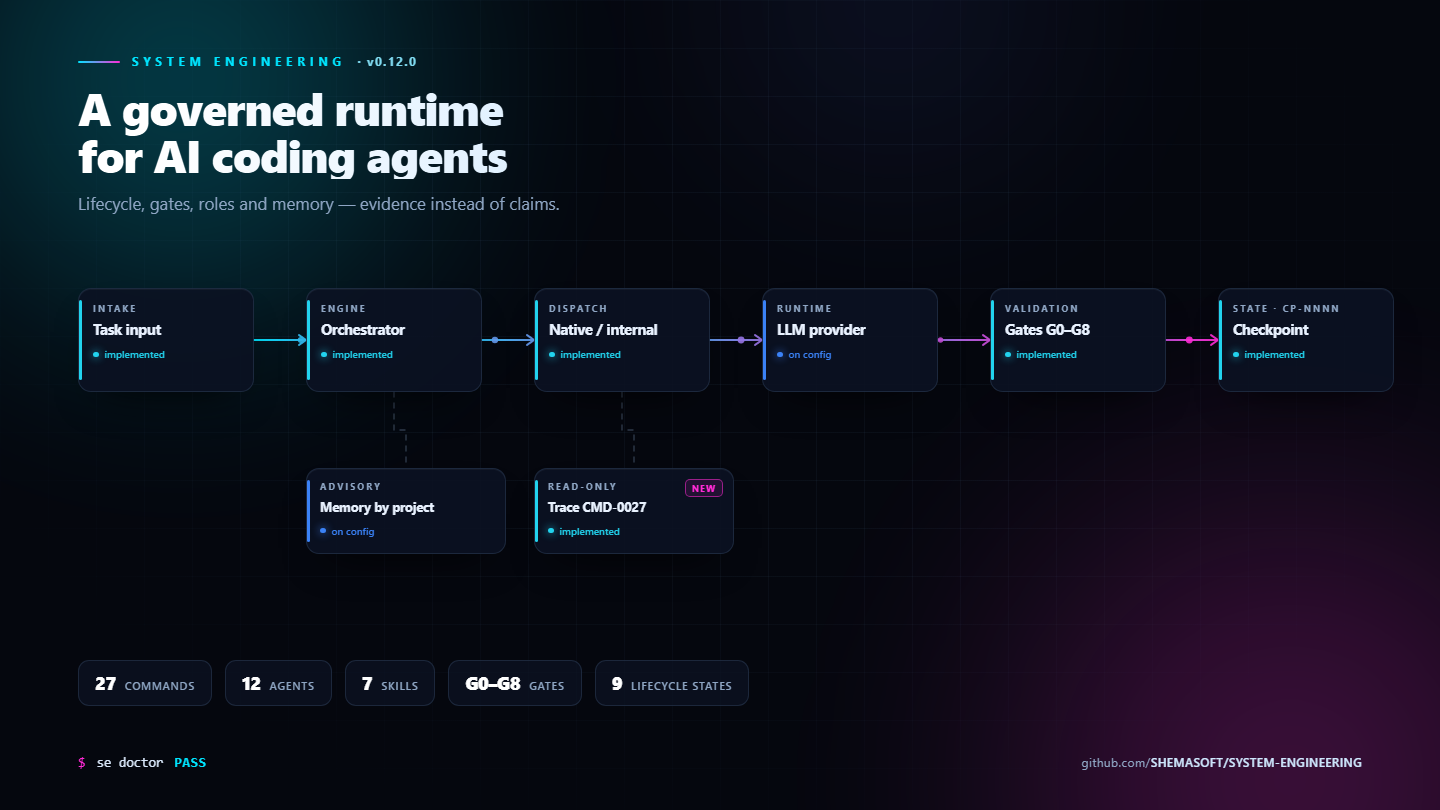 SYSTEM ENGINEERING · v0.12.0
A governed runtime
for AI coding agents
Lifecycle, gates, roles and memory — evidence instead of claims.
INTAKE
Task input
implemented
ENGINE
Orchestrator
implemented
DISPATCH
Native / internal
implemented
RUNTIME
LLM provider
on config
VALIDATION
Gates G0–G8
implemented
STATE · CP-NNNN
Checkpoint
implemented
ADVISORY
Memory by project
on config
READ-ONLY
NEW
Trace CMD-0027
implemented
27 COMMANDS
12 AGENTS
7 SKILLS
G0–G8 GATES
9 LIFECYCLE STATES
$ se doctor PASS
github.com/SHEMASOFT/SYSTEM-ENGINEERING